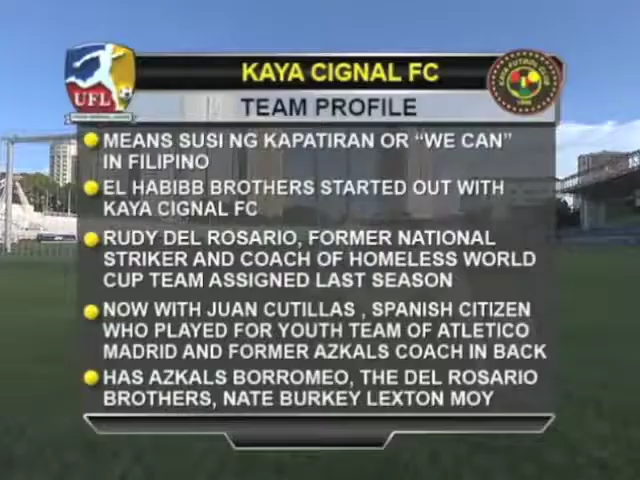 UFL
KAYA CIGNAL FC
TEAM PROFILE
MEANS SUSI NG KAPATIRAN OR “WE CAN”
IN FILIPINO
EL HABIBB BROTHERS STARTED OUT WITH
KAYA CIGNAL FC
RUDY DEL ROSARIO, FORMER NATIONAL
STRIKER AND COACH OF HOMELESS WORLD
CUP TEAM ASSIGNED LAST SEASON
NOW WITH JUAN CUTILLAS , SPANISH CITIZEN
WHO PLAYED FOR YOUTH TEAM OF ATLETICO
MADRID AND FORMER AZKALS COACH IN BACK
HAS AZKALS BORROMEO, THE DEL ROSARIO
BROTHERS, NATE BURKEY LEXTON MOY